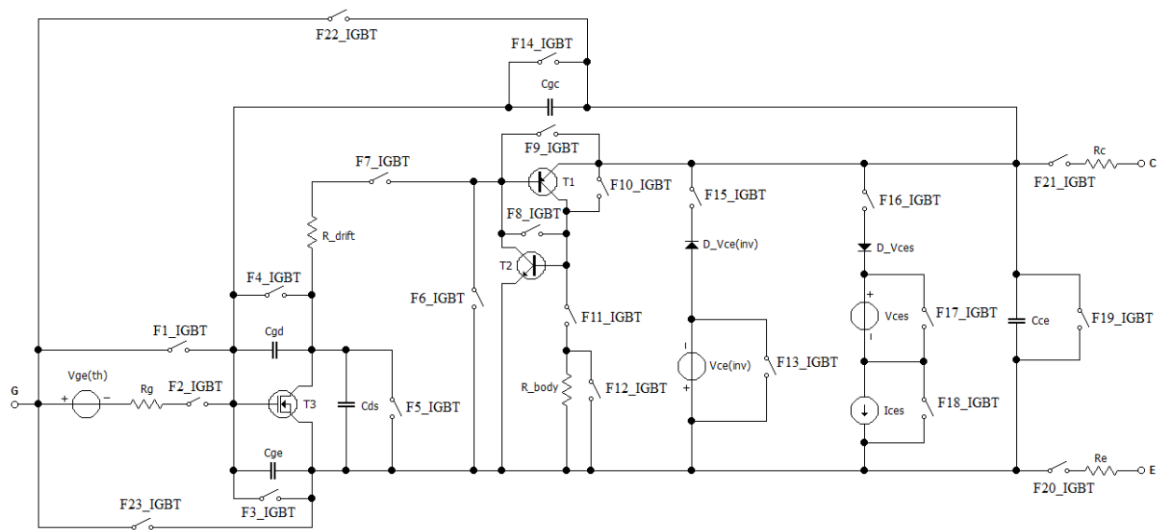 F22_IGBT
F14_IGBT
Cgc
F9_IGBT
F7_IGBT
T1
F10_IGBT
F15_IGBT
F16_IGBT
F21_IGBT
Rc
C
R_drift
F8_IGBT
T2
D_Vce(inv)
D_Vces
F4_IGBT
F6_IGBT
F11_IGBT
+
Vces
-
F17_IGBT
Cce
F19_IGBT
F1_IGBT
Cgd
Vge(th)
G
+
-
Rg
F2_IGBT
T3
Cds
F5_IGBT
R_body
F12_IGBT
-
Vce(inv)
+
F13_IGBT
Ices
F18_IGBT
Cge
F3_IGBT
F23_IGBT
F20_IGBT
Re
E